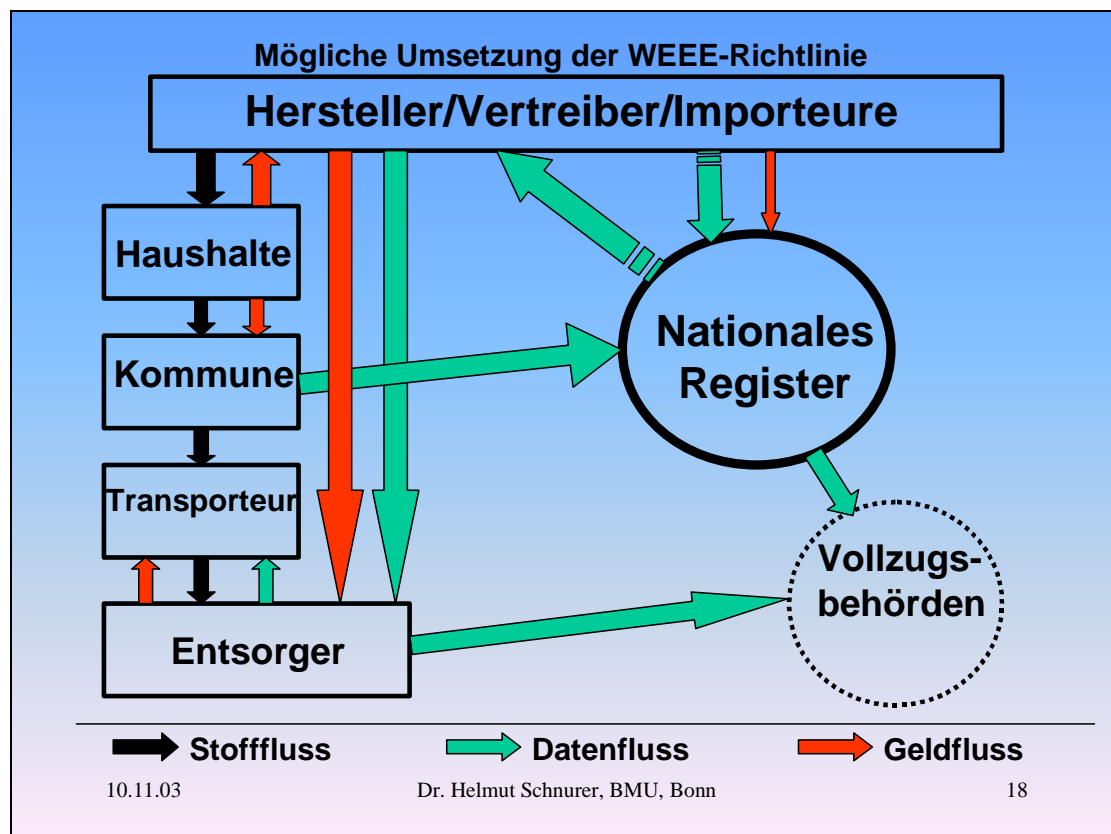 Mögliche Umsetzung der WEEE-Richtlinie
Hersteller/Vertreiber/Importeure
Haushalte
Kommune
Transporteur
Entsorger
Nationales
Register
Vollzugs-
behörden
Stofffluss
Datenfluss
Geldfluss
10.11.03
Dr. Helmut Schnurer, BMU, Bonn
18